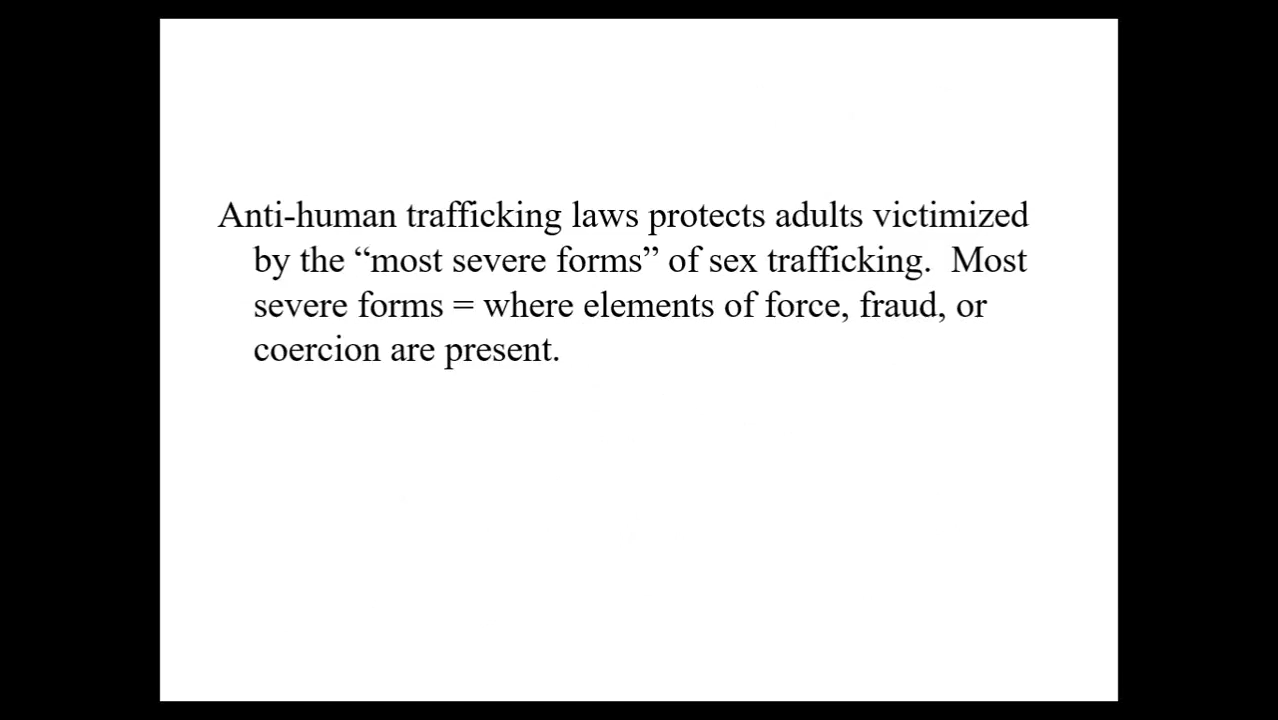 Anti-human trafficking laws protects adults victimized
by the “most severe forms” of sex trafficking.  Most
severe forms = where elements of force, fraud, or
coercion are present.